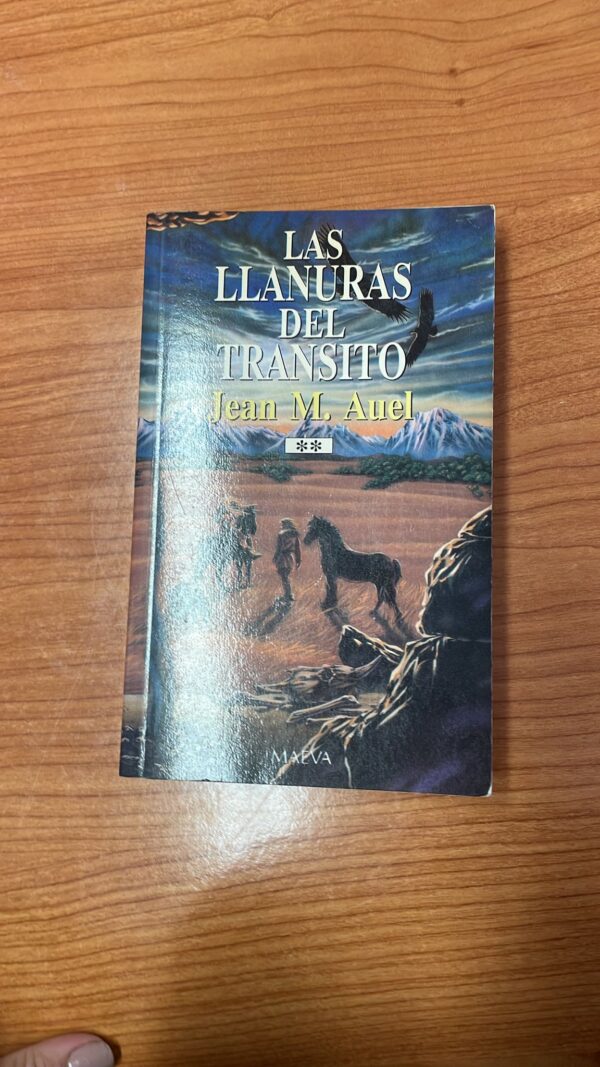 LAS
LLANURAS
DEL
TRANSITO
Jean M. Auel
**
MAEVA